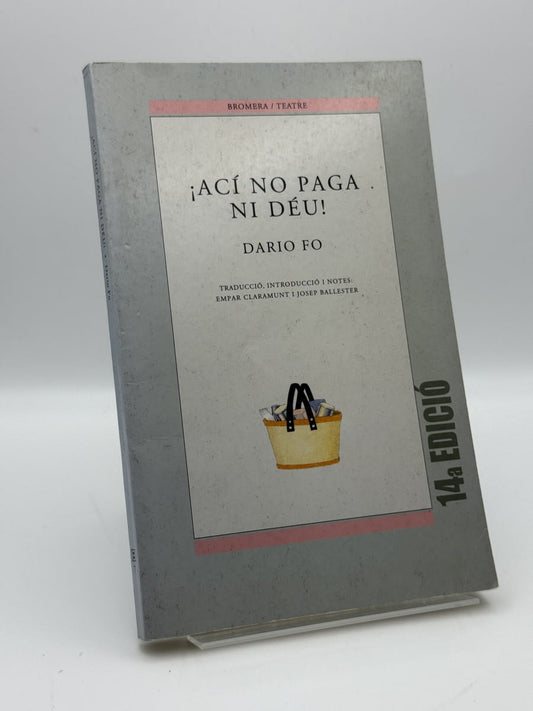 BROMERA / TEATRE
¡ACÍ NO PAGA
NI DÉU!
DARIO FO
TRADUCCIÓ, INTRODUCCIÓ I NOTES:
EMPAR CLARAMUNT I JOSEP BALLESTER
14a EDICIÓ